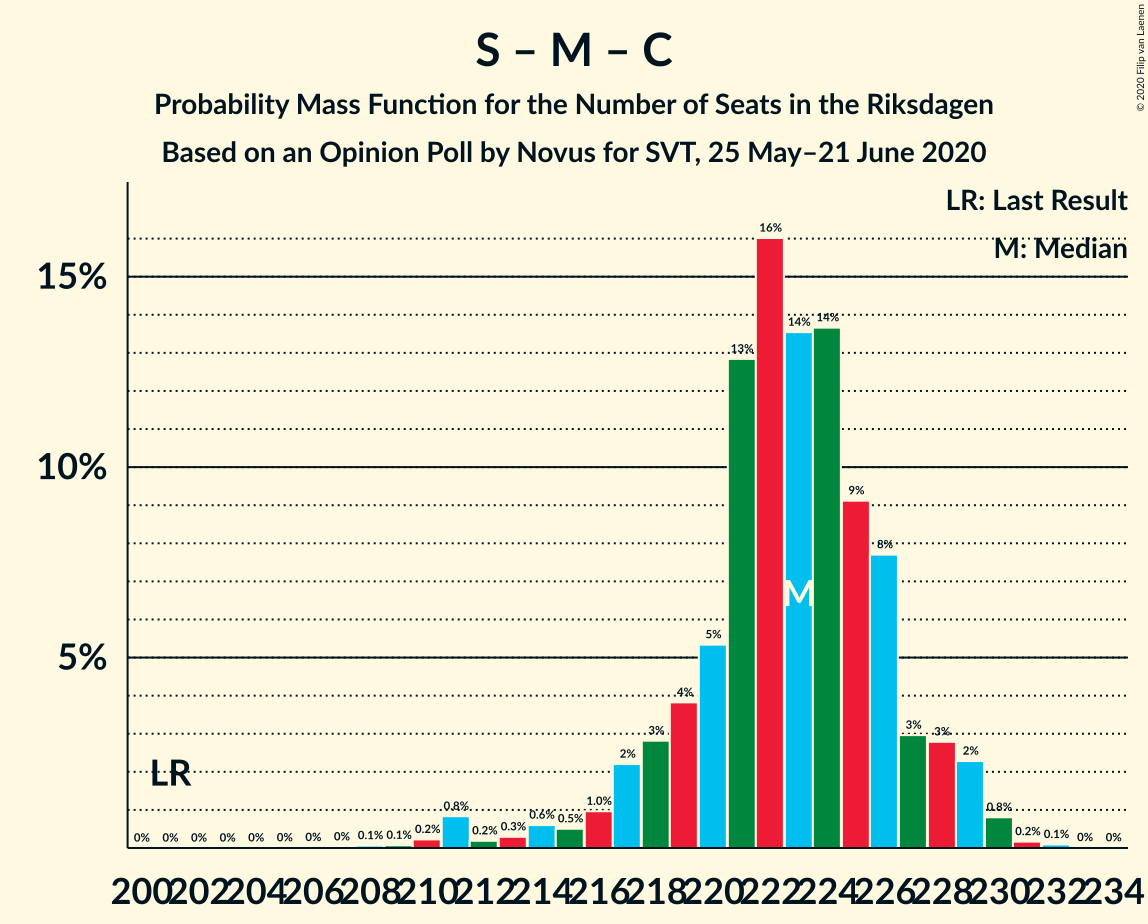 S – M – C
Probability Mass Function for the Number of Seats in the Riksdagen
Based on an Opinion Poll by Novus for SVT, 25 May–21 June 2020
© 2020 Filip van Laenen
LR: Last Result
M: Median
15%
10%
5%
LR
M
0% 0% 0% 0% 0% 0% 0% 0% 0.1% 0.1% 0.2% 0.8% 0.2% 0.3% 0.6% 0.5% 1.0% 2% 3% 4% 5% 13% 16% 14% 14% 9% 8% 3% 3% 2% 0.8% 0.2% 0.1% 0% 0%
200 202 204 206 208 210 212 214 216 218 220 222 224 226 228 230 232 234